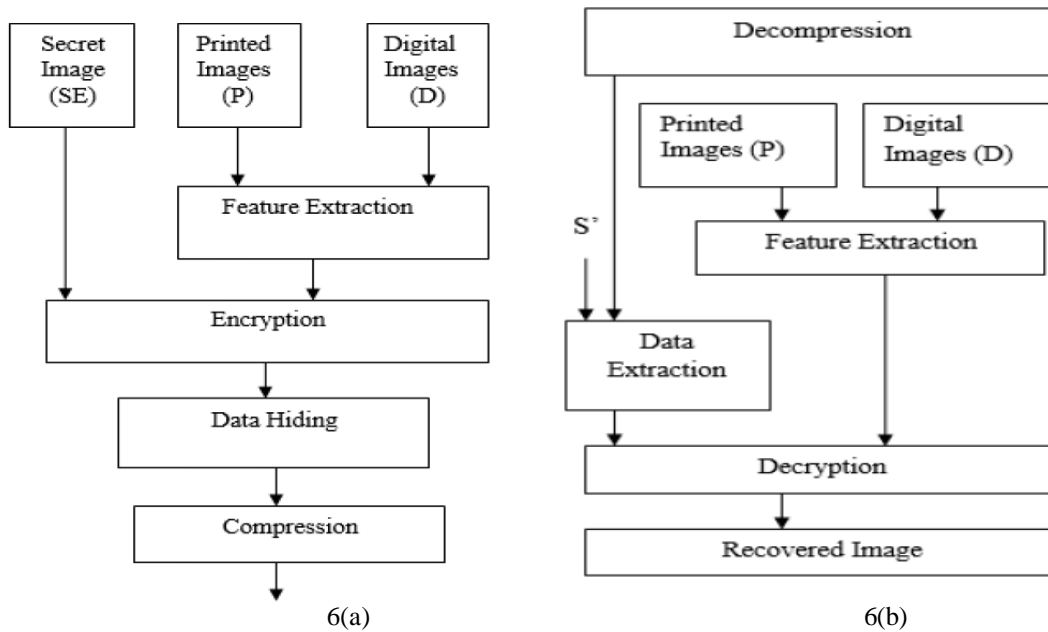 Secret
Image
(SE)
Printed
Images
(P)
Digital
Images
(D)
Feature Extraction
Encryption
Data Hiding
Compression
6(a)
Decompression
Printed
Images (P)
Digital
Images (D)
S’
Feature Extraction
Data
Extraction
Decryption
Recovered Image
6(b)